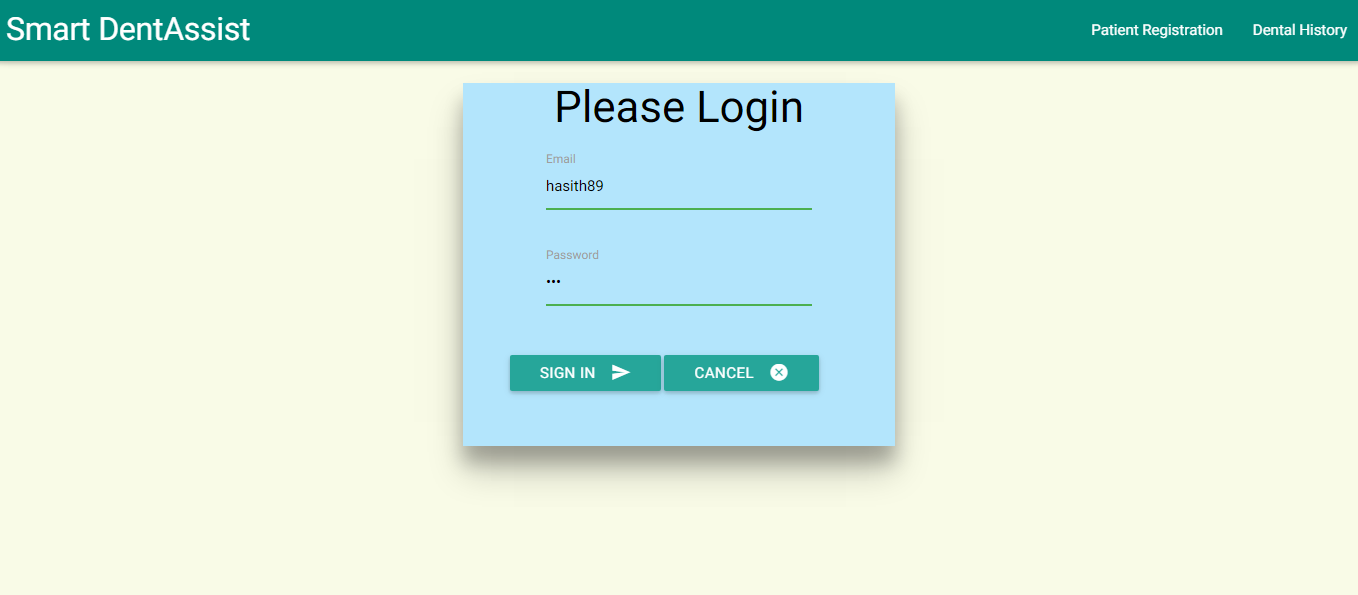 Smart DentAssist
Patient Registration
Dental History
Please Login
Email
hasith89
Password
•••
SIGN IN
CANCEL